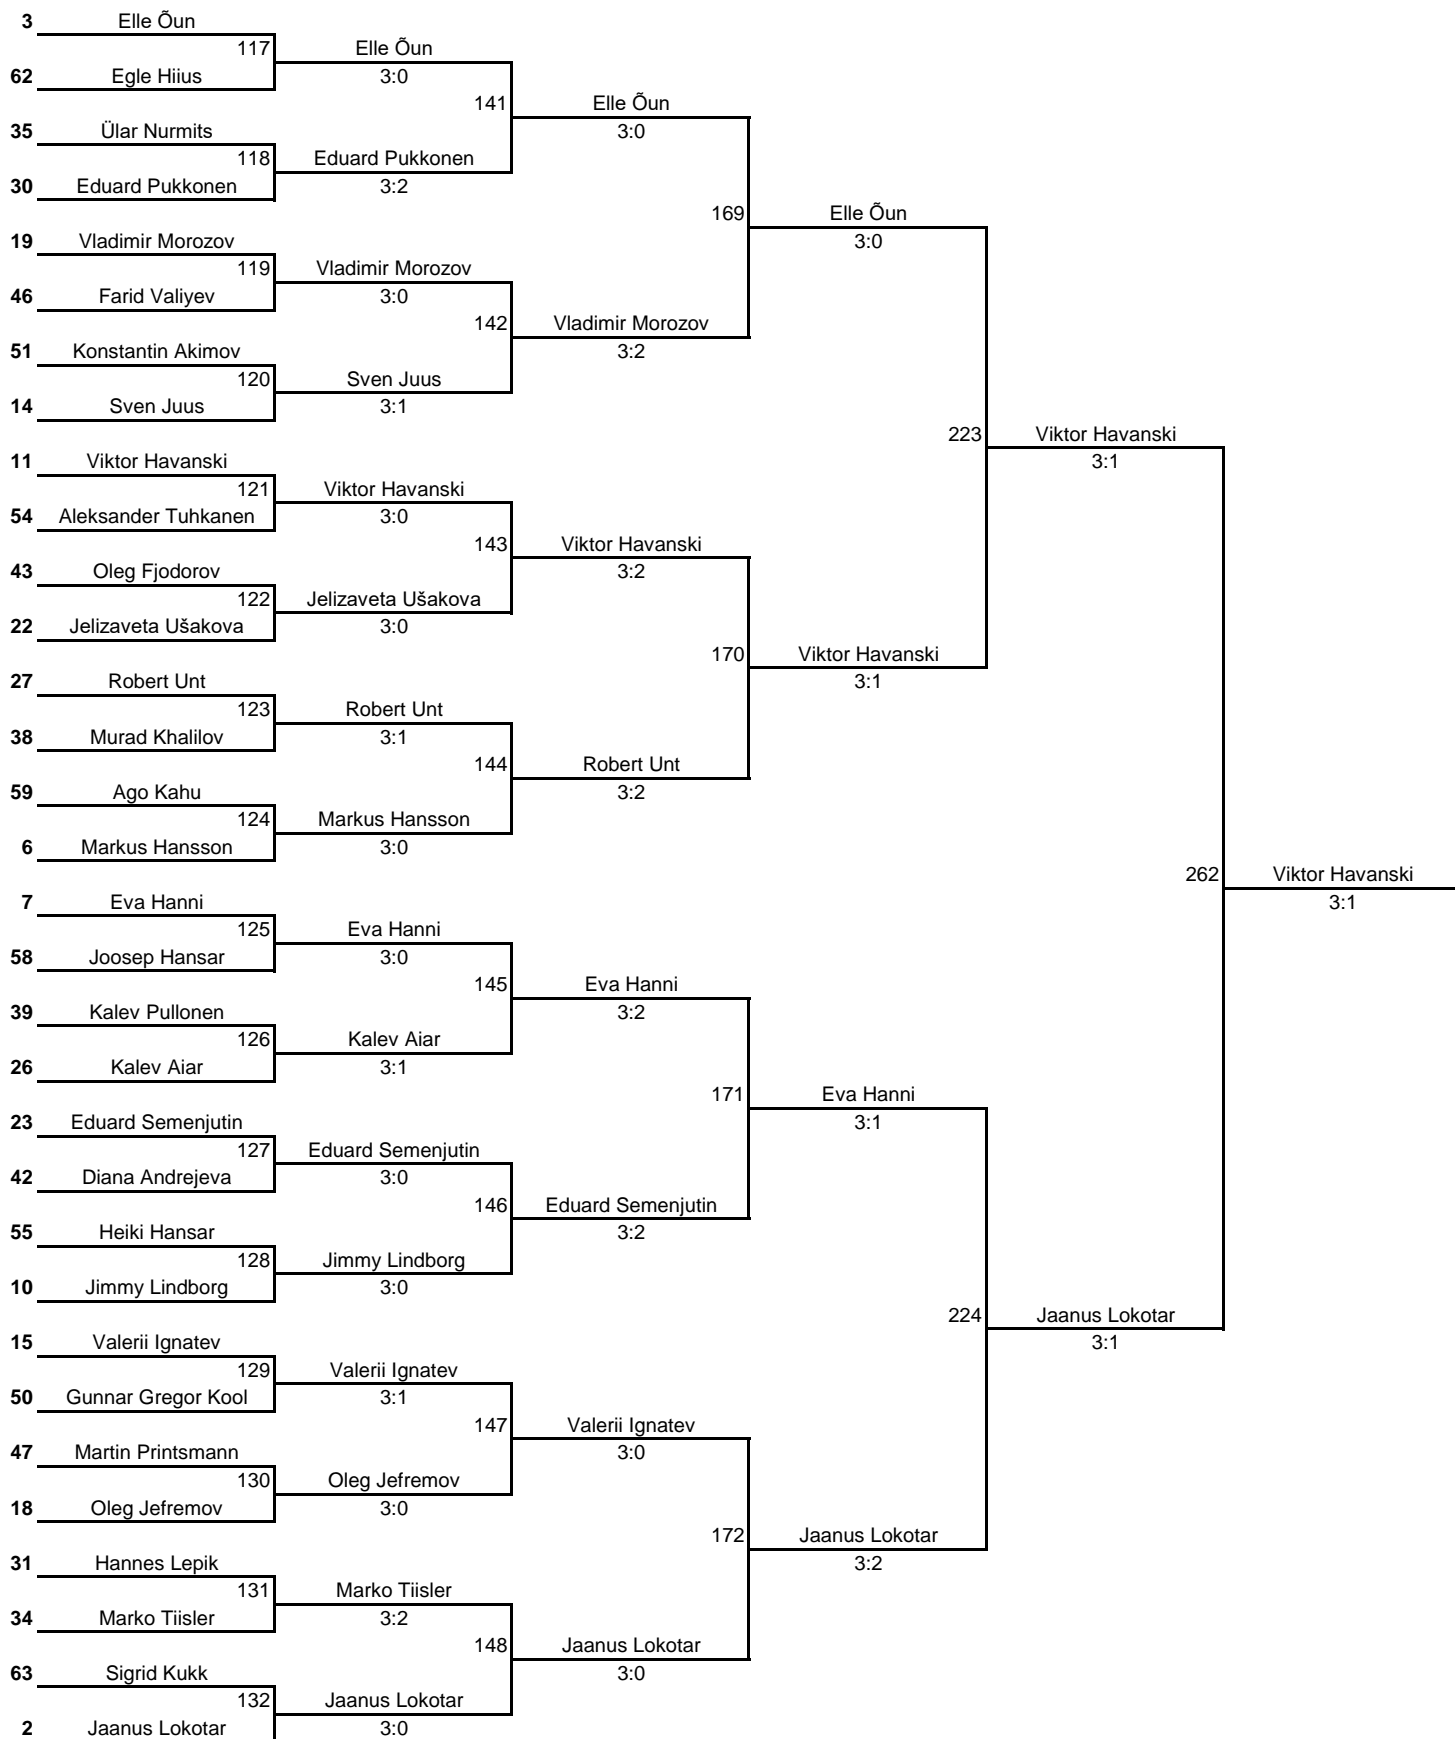 3 Elle Õun
117 Elle Õun
62 Egle Hiius 3:0
141 Elle Õun
35 Ülar Nurmits 3:0
118 Eduard Pukkonen
30 Eduard Pukkonen 3:2
169 Elle Õun
19 Vladimir Morozov 3:0
119 Vladimir Morozov
46 Farid Valiyev 3:0
142 Vladimir Morozov
51 Konstantin Akimov 3:2
120 Sven Juus
14 Sven Juus 3:1
223 Viktor Havanski
11 Viktor Havanski 3:1
121 Viktor Havanski
54 Aleksander Tuhkanen 3:0
143 Viktor Havanski
43 Oleg Fjodorov 3:2
122 Jelizaveta Ušakova
22 Jelizaveta Ušakova 3:0
170 Viktor Havanski
27 Robert Unt 3:1
123 Robert Unt
38 Murad Khalilov 3:1
144 Robert Unt
59 Ago Kahu 3:2
124 Markus Hansson
6 Markus Hansson 3:0
262 Viktor Havanski
7 Eva Hanni 3:1
125 Eva Hanni
58 Joosep Hansar 3:0
145 Eva Hanni
39 Kalev Pullonen 3:2
126 Kalev Aiar
26 Kalev Aiar 3:1
171 Eva Hanni
23 Eduard Semenjutin 3:1
127 Eduard Semenjutin
42 Diana Andrejeva 3:0
146 Eduard Semenjutin
55 Heiki Hansar 3:2
128 Jimmy Lindborg
10 Jimmy Lindborg 3:0
224 Jaanus Lokotar
15 Valerii Ignatev 3:1
129 Valerii Ignatev
50 Gunnar Gregor Kool 3:1
147 Valerii Ignatev
47 Martin Printsmann 3:0
130 Oleg Jefremov
18 Oleg Jefremov 3:0
172 Jaanus Lokotar
31 Hannes Lepik 3:2
131 Marko Tiisler
34 Marko Tiisler 3:2
148 Jaanus Lokotar
63 Sigrid Kukk 3:0
132 Jaanus Lokotar
2 Jaanus Lokotar 3:0